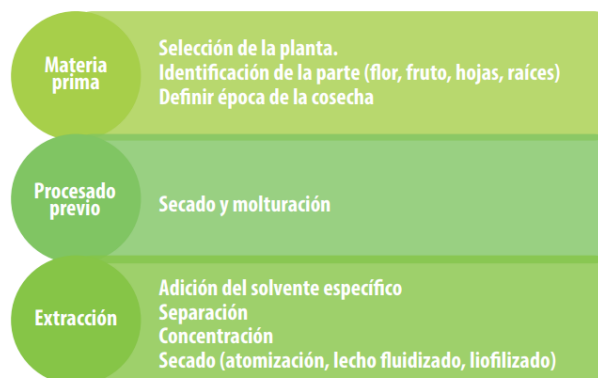 Materia
prima
Selección de la planta.
Identificación de la parte (flor, fruto, hojas, raíces)
Definir época de la cosecha
Procesado
previo
Secado y molturación
Extracción
Adición del solvente específico
Separación
Concentración
Secado (atomización, lecho fluidizado, liofilizado)